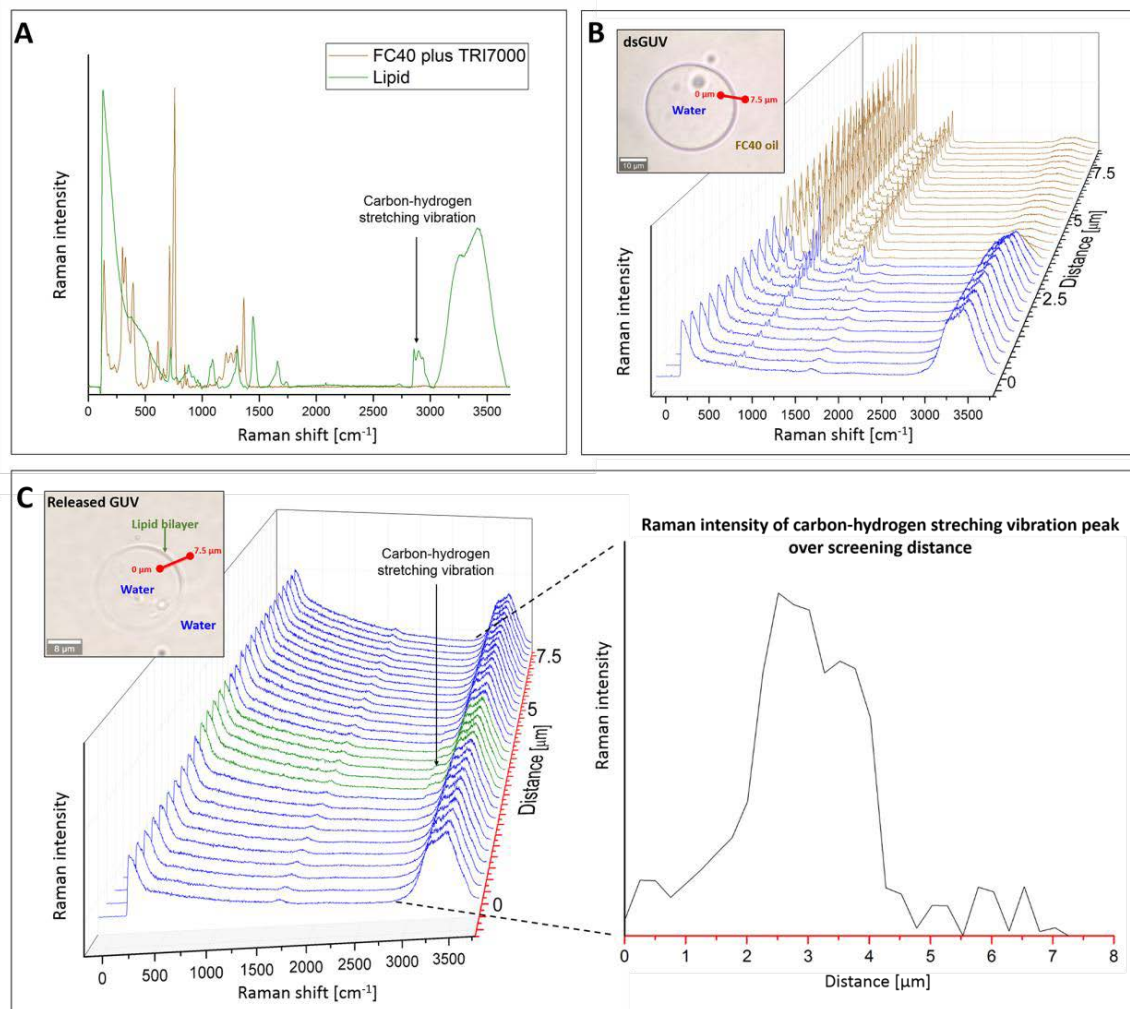 A
FC40 plus TRI7000
Lipid
Carbon-hydrogen
stretching vibration
Raman intensity
0 500 1000 1500 2000 2500 3000 3500
Raman shift [cm⁻¹]
B
dsGUV
0 µm
7.5 µm
Water
FC40 oil
10 µm
Raman intensity
0 500 1000 1500 2000 2500 3000 3500
Raman shift [cm⁻¹]
0
2.5
5
7.5
Distance [µm]
C
Released GUV
Lipid bilayer
7.5 µm
0 µm
Water
Water
8 µm
Carbon-hydrogen
stretching vibration
Raman intensity
0 500 1000 1500 2000 2500 3000 3500
Raman shift [cm⁻¹]
0
5
7.5
Distance [µm]
Raman intensity of carbon-hydrogen streching vibration peak
over screening distance
Raman intensity
0 1 2 3 4 5 6 7 8
Distance [µm]